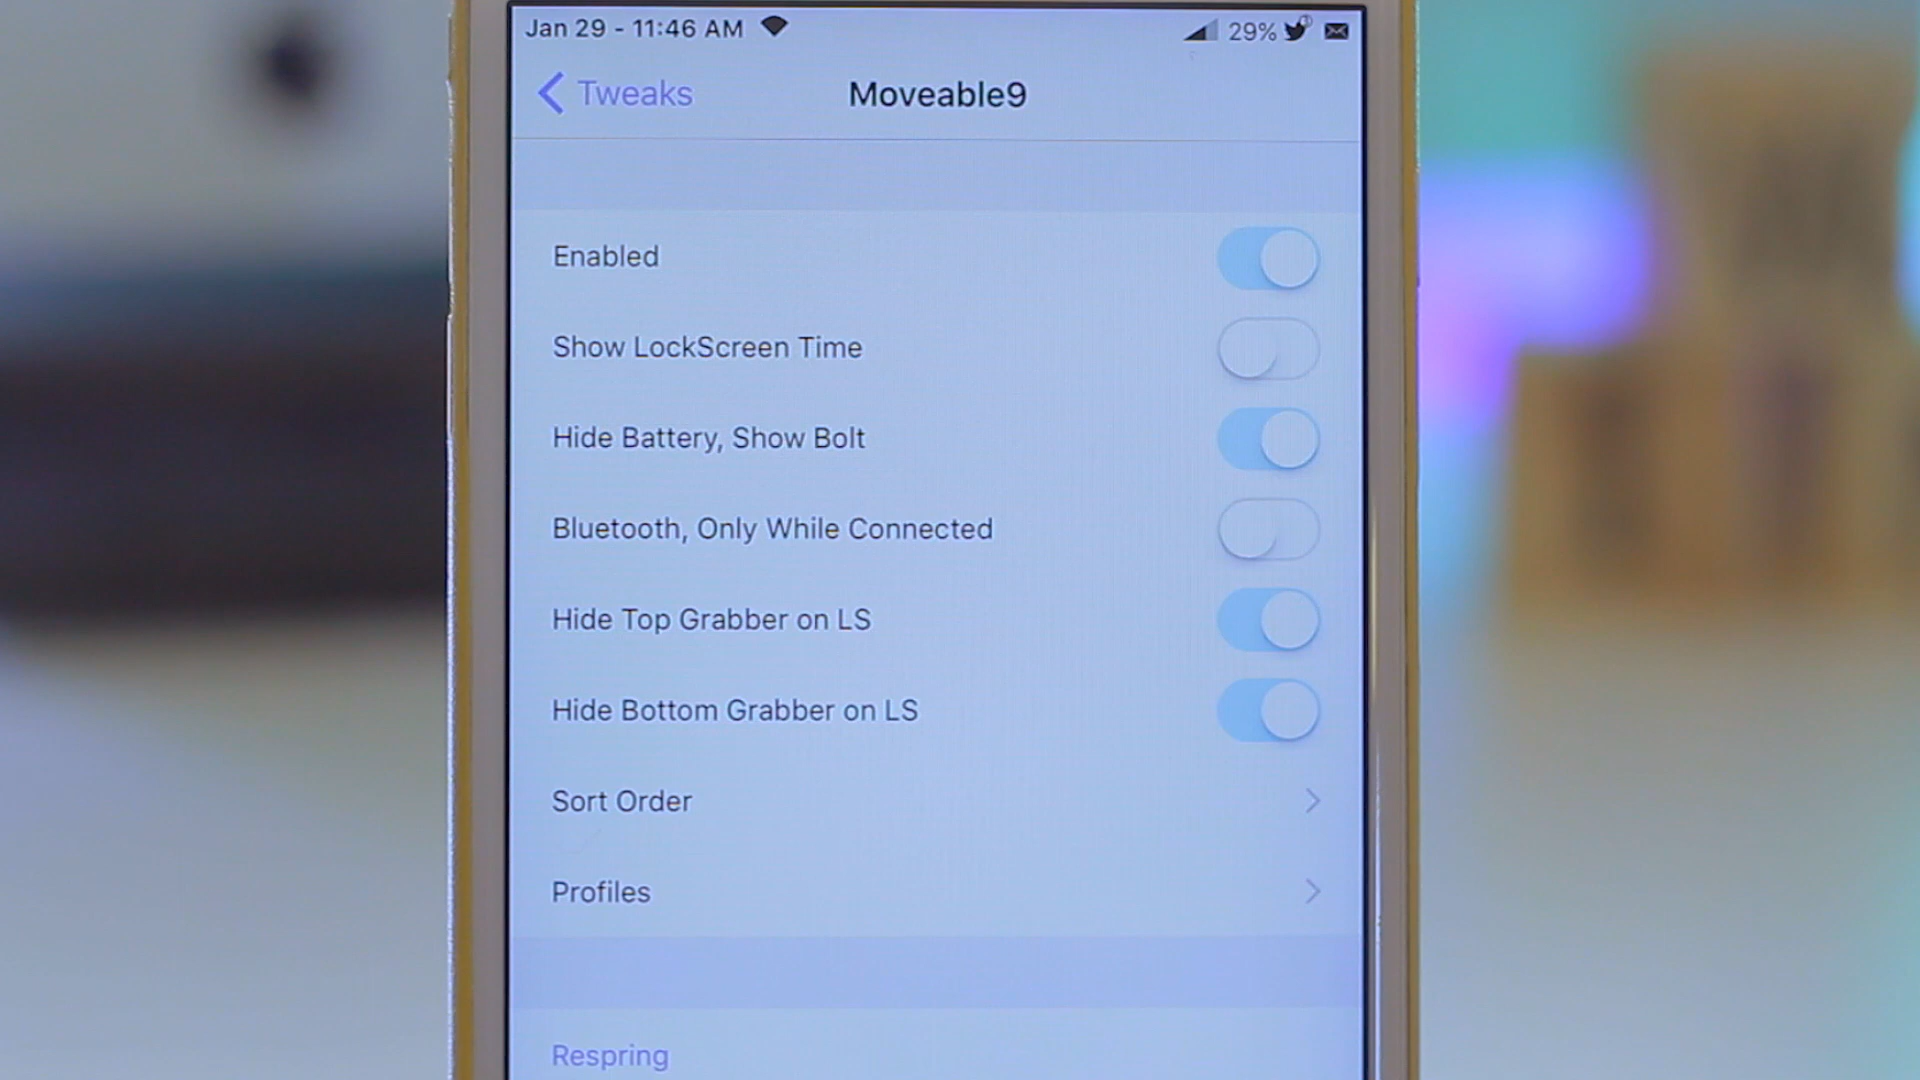 Jan 29 - 11:46 AM 29%
Tweaks Moveable9
Enabled
Show LockScreen Time
Hide Battery, Show Bolt
Bluetooth, Only While Connected
Hide Top Grabber on LS
Hide Bottom Grabber on LS
Sort Order
Profiles
Respring